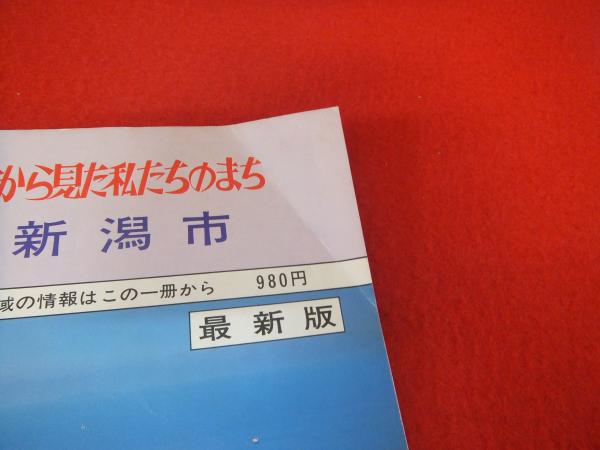 から見た私たちのまち
新潟市
域の情報はこの一冊から 980円
最新版